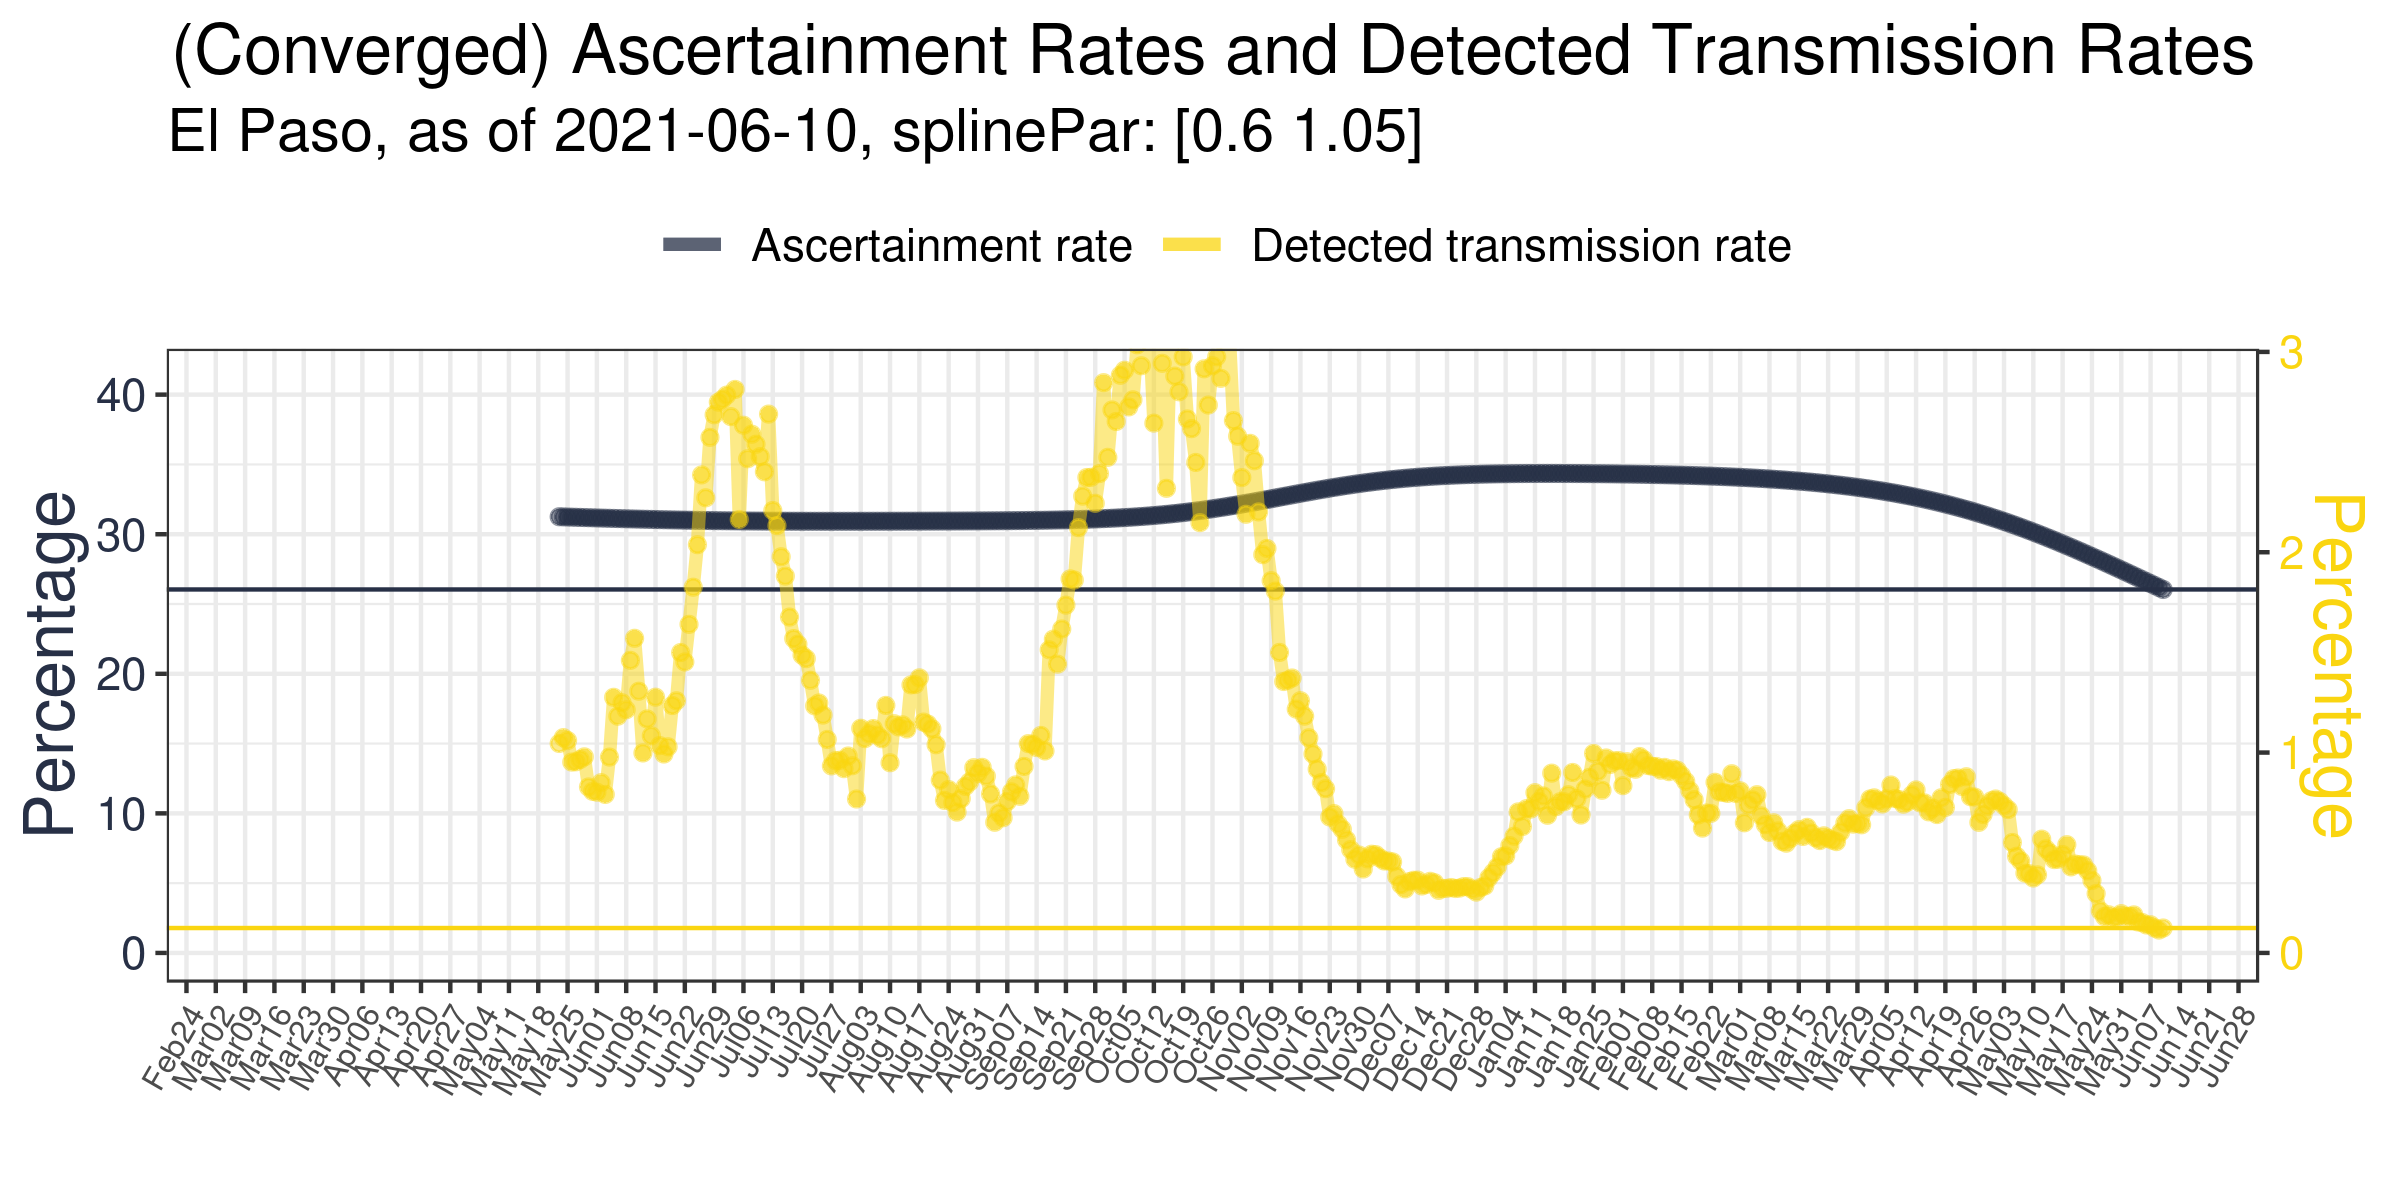 (Converged) Ascertainment Rates and Detected Transmission Rates
El Paso, as of 2021-06-10, splinePar: [0.6 1.05]
Ascertainment rate
Detected transmission rate
Percentage
40
30
20
10
0
3
2
1
0
Percentage
Feb24
Mar02
Mar09
Mar16
Mar23
Mar30
Apr06
Apr13
Apr20
Apr27
May04
May11
May18
May25
Jun01
Jun08
Jun15
Jun22
Jun29
Jul06
Jul13
Jul20
Jul27
Aug03
Aug10
Aug17
Aug24
Aug31
Sep07
Sep14
Sep21
Sep28
Oct05
Oct12
Oct19
Oct26
Nov02
Nov09
Nov16
Nov23
Nov30
Dec07
Dec14
Dec21
Dec28
Jan04
Jan11
Jan18
Jan25
Feb01
Feb08
Feb15
Feb22
Mar01
Mar08
Mar15
Mar22
Mar29
Apr05
Apr12
Apr19
Apr26
May03
May10
May17
May24
May31
Jun07
Jun14
Jun21
Jun28